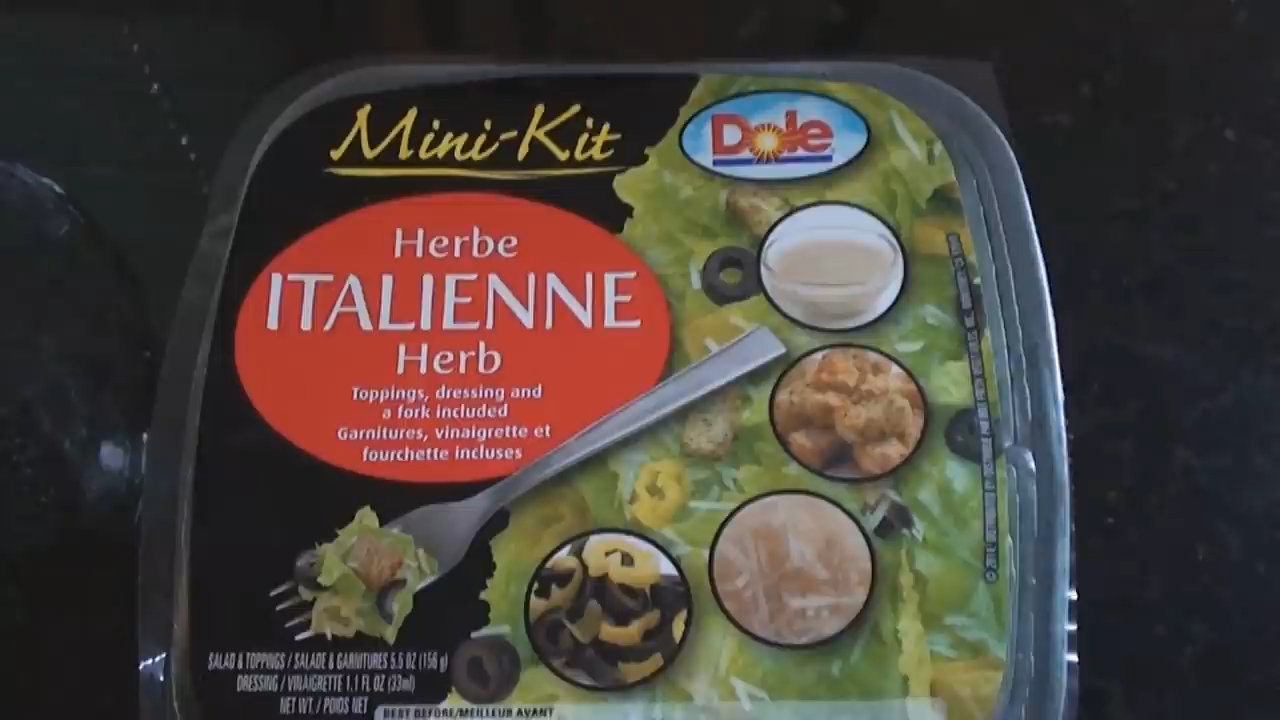 Mini-Kit
Dole
Herbe
ITALIENNE
Herb
Toppings, dressing and
a fork included
Garnitures, vinaigrette et
fourchette incluses
SALAD & TOPPINGS / SALADE & GARNITURES 5.5 OZ (156 g)
DRESSING / VINAIGRETTE 1.1 FL OZ (33ml)
NET WT. / POIDS NET
BEST BEFORE/MEILLEUR AVANT